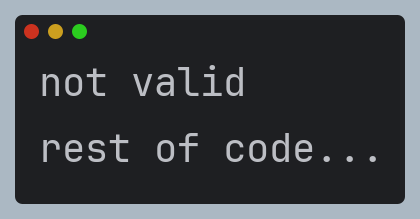 not valid
rest of code...